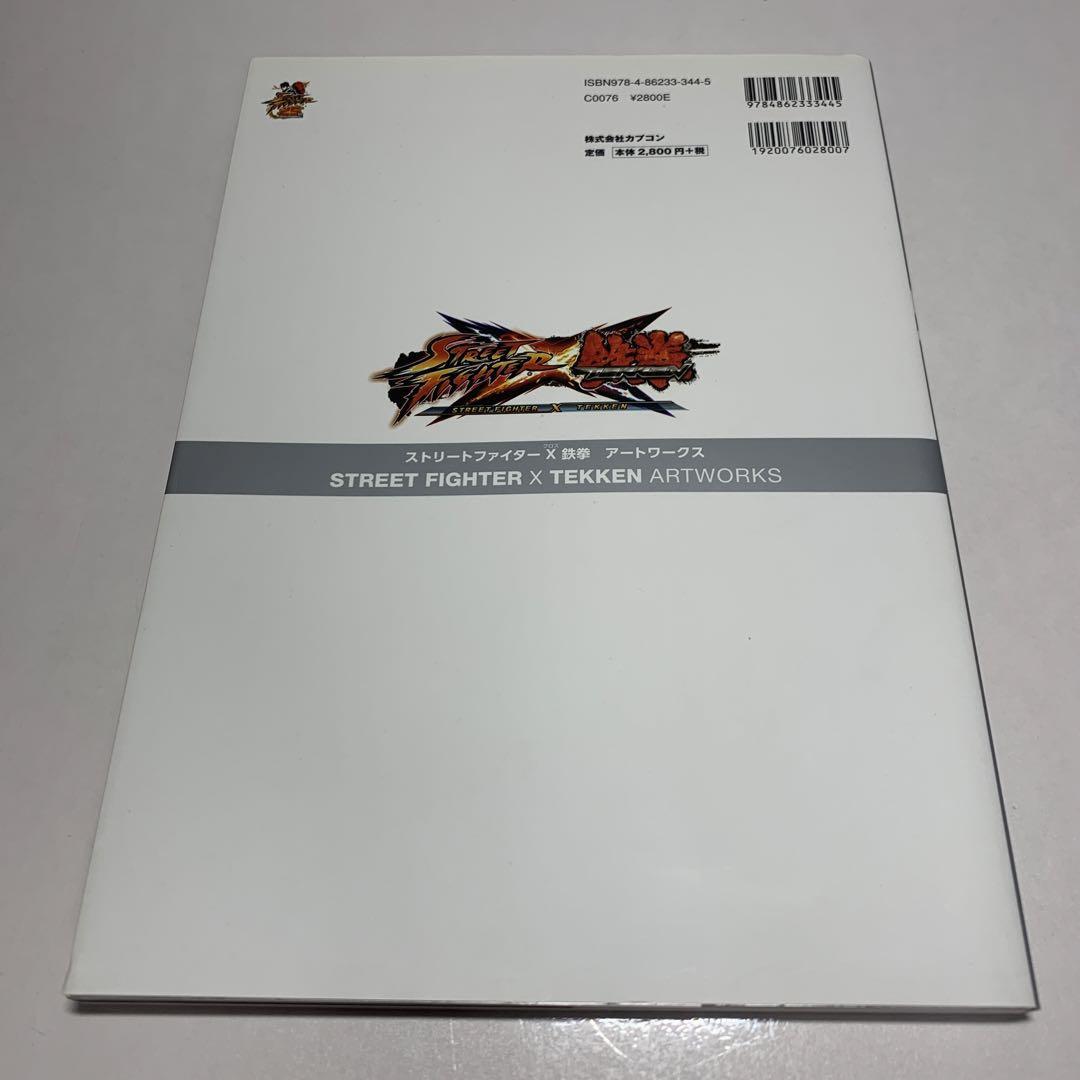 ISBN978-4-86233-344-5
C0076 ¥2800E
9784862333445
株式会社カプコン
定価 本体 2,800 円+税
1920076028007
STREET FIGHTER X 鉄拳
TEKKEN
STREET FIGHTER X TEKKEN
クロス
ストリートファイター X 鉄拳 アートワークス
STREET FIGHTER X TEKKEN ARTWORKS